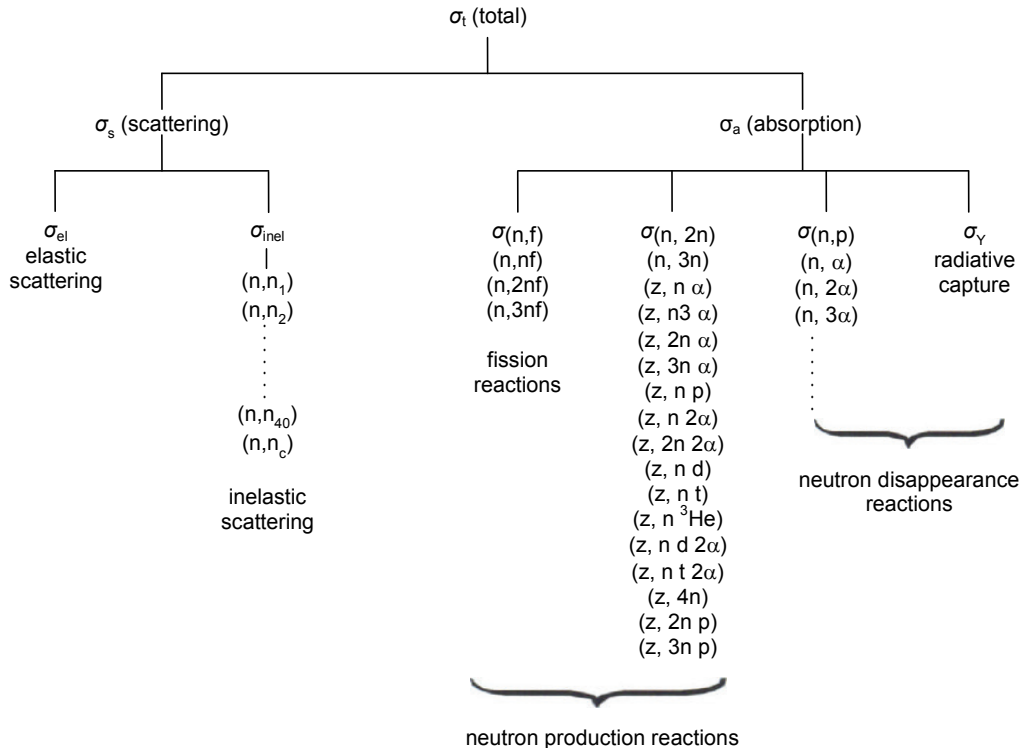 σt (total)
σs (scattering)
σa (absorption)
σel
elastic
scattering
σinel
(n,n1)
(n,n2)
(n,n40)
(n,nc)
inelastic
scattering
σ(n,f)
(n,nf)
(n,2nf)
(n,3nf)
fission
reactions
σ(n, 2n)
(n, 3n)
(z, n α)
(z, n3 α)
(z, 2n α)
(z, 3n α)
(z, n p)
(z, n 2α)
(z, 2n 2α)
(z, n d)
(z, n t)
(z, n ³He)
(z, n d 2α)
(z, n t 2α)
(z, 4n)
(z, 2n p)
(z, 3n p)
σ(n,p)
(n, α)
(n, 2α)
(n, 3α)
σY
radiative
capture
neutron disappearance
reactions
neutron production reactions